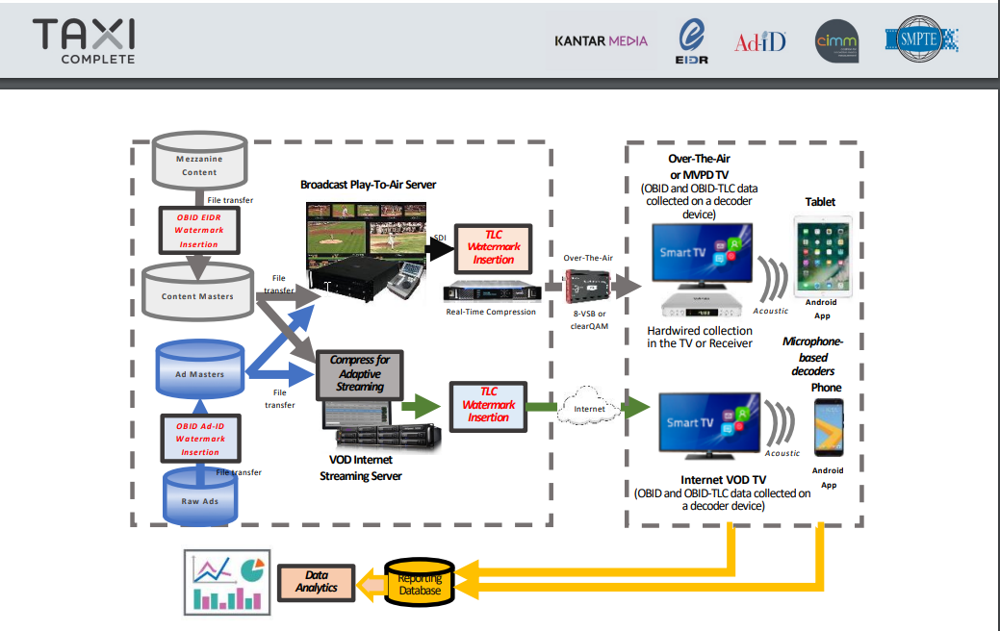 TAXI
COMPLETE
KANTAR MEDIA
EIDR
Ad-iD
cimm
SMPTE
Mezzanine
Content
File transfer
OBID EIDR
Watermark
Insertion
Content Masters
File
transfer
Ad Masters
File
transfer
OBID Ad-ID
Watermark
Insertion
File transfer
Raw Ads
Broadcast Play-To-Air Server
SDI
TLC
Watermark
Insertion
Real-Time Compression
Compress for
Adaptive
Streaming
VOD Internet
Streaming Server
TLC
Watermark
Insertion
Over-The-Air
8-VSB or
clearQAM
Internet
Over-The-Air
or MVPD TV
(OBID and OBID-TLC data
collected on a decoder
device)
Smart TV
Acoustic
Hardwired collection
in the TV or Receiver
Tablet
Android
App
Microphone-
based
decoders
Phone
Smart TV
Acoustic
Android
App
Internet VOD TV
(OBID and OBID-TLC data collected on
a decoder device)
Data
Analytics
Reporting
Database